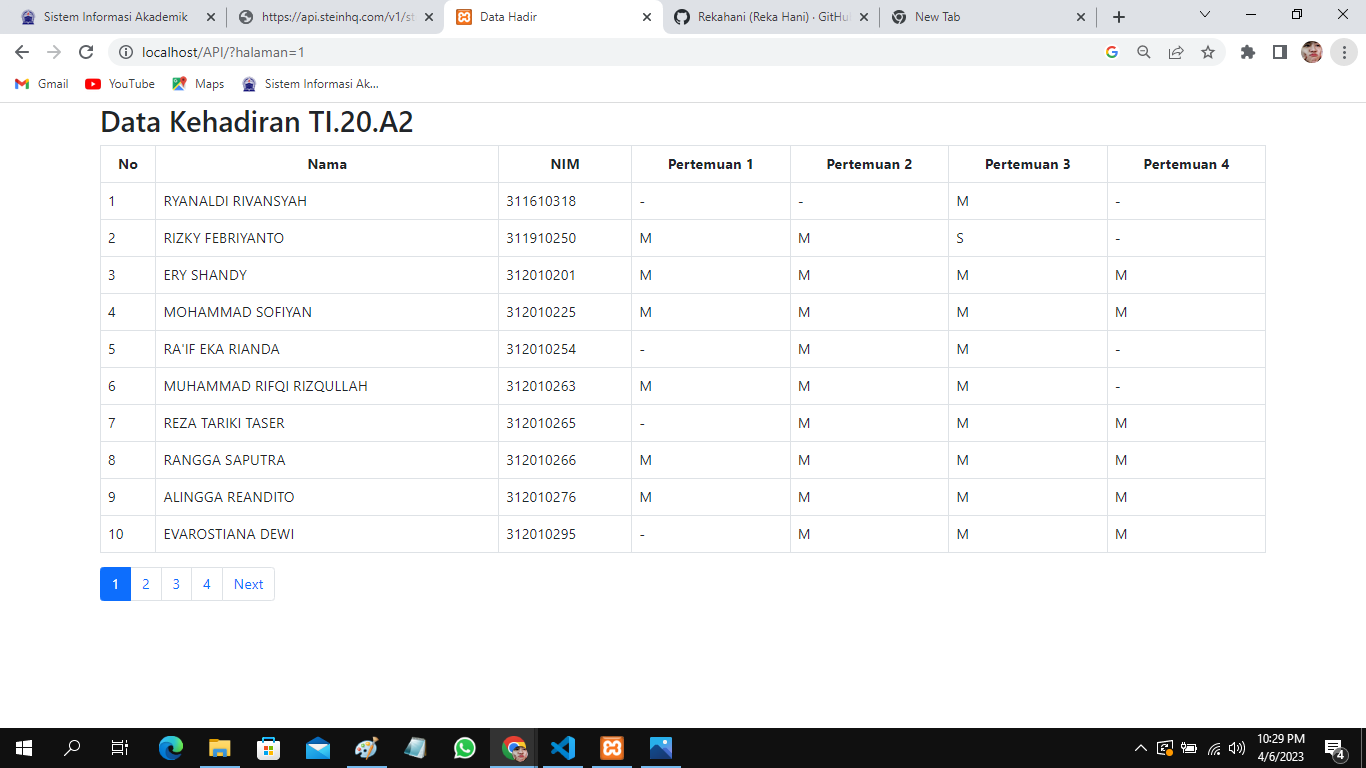 Sistem Informasi Akademik
https://api.steinhq.com/v1/st
Data Hadir
Rekahani (Reka Hani) · GitHu
New Tab
localhost/API/?halaman=1
Gmail YouTube Maps Sistem Informasi Ak...
Data Kehadiran TI.20.A2
No Nama NIM Pertemuan 1 Pertemuan 2 Pertemuan 3 Pertemuan 4
1 RYANALDI RIVANSYAH 311610318 - - M -
2 RIZKY FEBRIYANTO 311910250 M M S -
3 ERY SHANDY 312010201 M M M M
4 MOHAMMAD SOFIYAN 312010225 M M M M
5 RA'IF EKA RIANDA 312010254 - M M -
6 MUHAMMAD RIFQI RIZQULLAH 312010263 M M M -
7 REZA TARIKI TASER 312010265 - M M M
8 RANGGA SAPUTRA 312010266 M M M M
9 ALINGGA REANDITO 312010276 M M M M
10 EVAROSTIANA DEWI 312010295 - M M M
1 2 3 4 Next
10:29 PM
4/6/2023
4